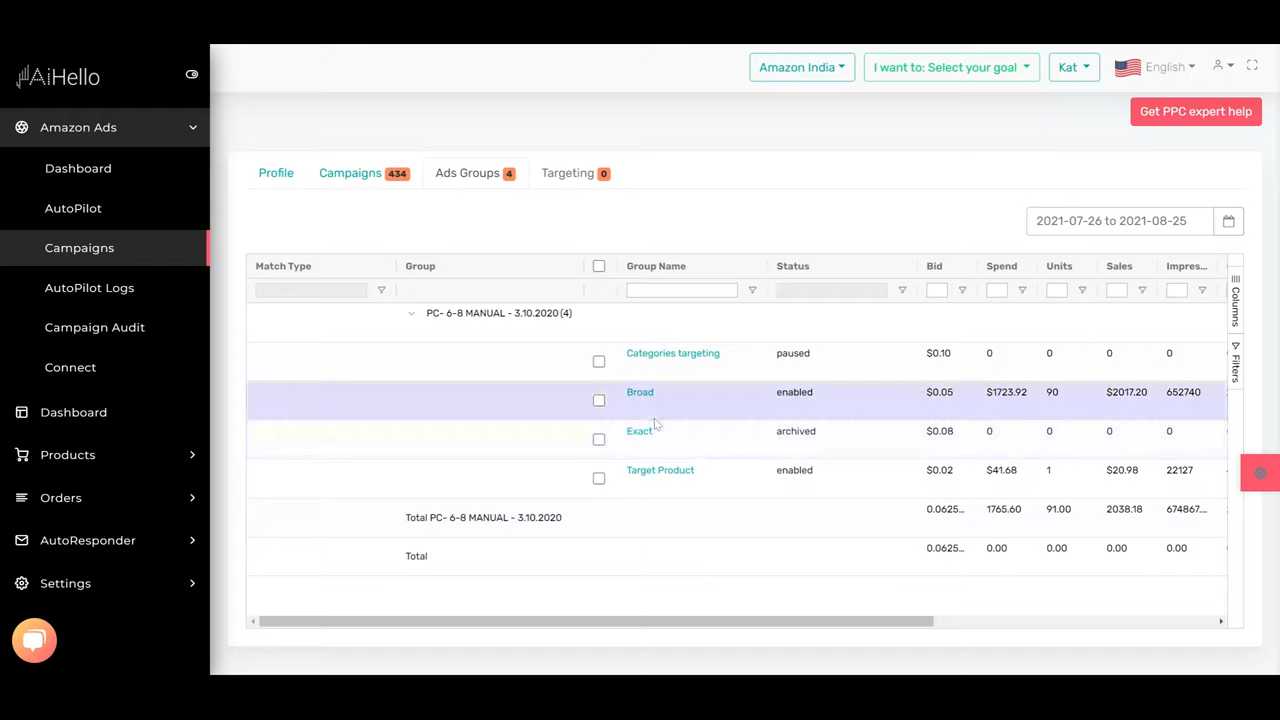 AiHello
Amazon India
I want to: Select your goal
Kat
English
Amazon Ads
Get PPC expert help
Dashboard
AutoPilot
Campaigns
AutoPilot Logs
Campaign Audit
Connect
Dashboard
Products
Orders
AutoResponder
Settings
Profile
Campaigns 434
Ads Groups 4
Targeting 0
2021-07-26 to 2021-08-25
Match Type Group Group Name Status Bid Spend Units Sales Impres...
PC- 6-8 MANUAL - 3.10.2020 (4)
Categories targeting paused $0.10 0 0 0 0
Broad enabled $0.05 $1723.92 90 $2017.20 652740
Exact archived $0.08 0 0 0 0
Target Product enabled $0.02 $41.68 1 $20.98 22127
Total PC- 6-8 MANUAL - 3.10.2020 0.0625... 1765.60 91.00 2038.18 674867...
Total 0.0625... 0.00 0.00 0.00 0.00
Columns
Filters